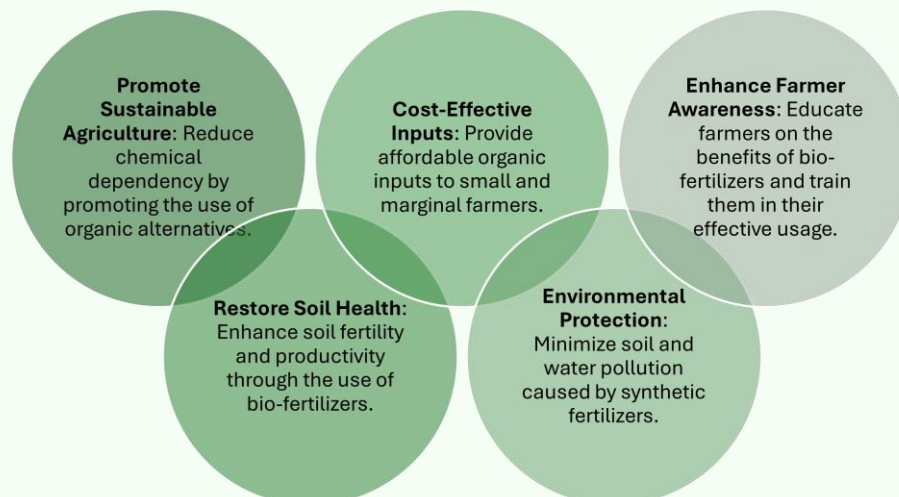 Promote
Sustainable
Agriculture: Reduce
chemical
dependency by
promoting the use of
organic alternatives.
Restore Soil Health:
Enhance soil fertility
and productivity
through the use of
bio-fertilizers.
Cost-Effective
Inputs: Provide
affordable organic
inputs to small and
marginal farmers.
Environmental
Protection:
Minimize soil and
water pollution
caused by synthetic
fertilizers.
Enhance Farmer
Awareness: Educate
farmers on the
benefits of bio-
fertilizers and train
them in their
effective usage.